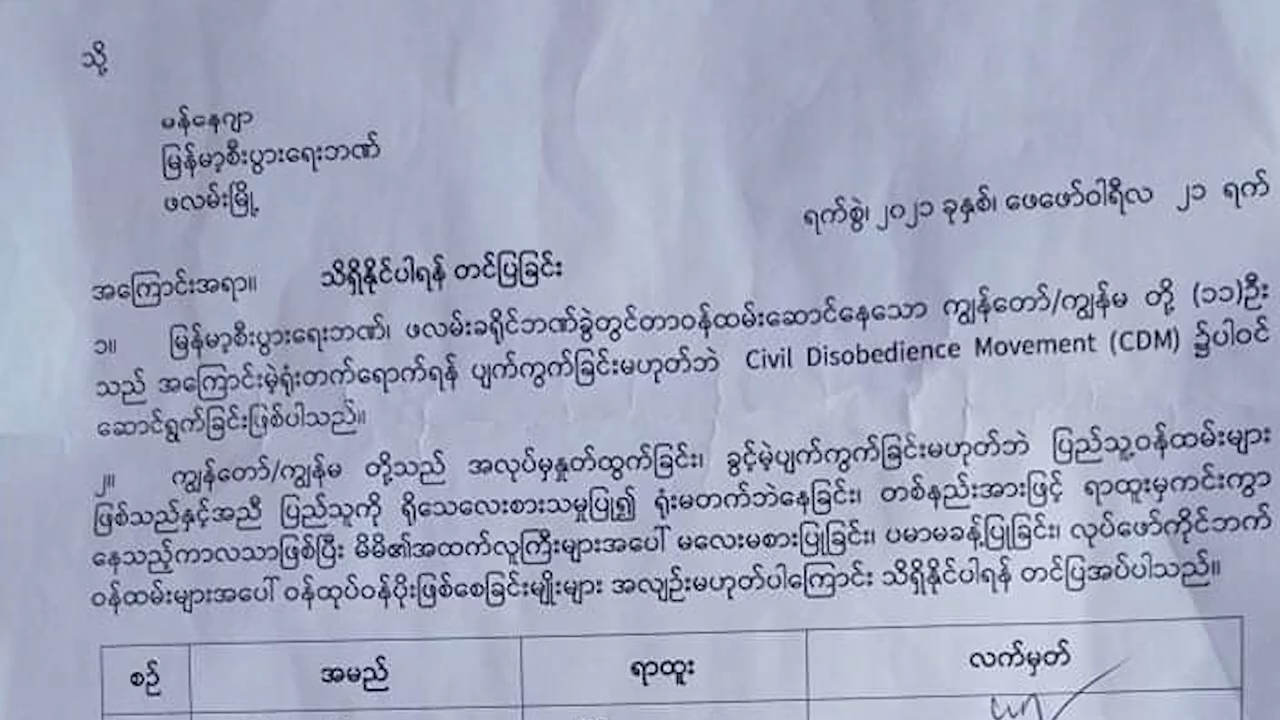 သို့
မန်နေဂျာ
မြန်မာ့စီးပွားရေးဘဏ်
ဖလမ်းမြို့
ရက်စွဲ၊ ၂၀၂၁ ခုနှစ်၊ ဖေဖော်ဝါရီလ ၂၁ ရက်
အကြောင်းအရာ။ သိရှိနိုင်ပါရန် တင်ပြခြင်း
၁။ မြန်မာ့စီးပွားရေးဘဏ်၊ ဖလမ်းခရိုင်ဘဏ်ခွဲတွင်တာဝန်ထမ်းဆောင်နေသော ကျွန်တော်/ကျွန်မ တို့ (၁၁)ဦး
သည် အကြောင်းမဲ့ရုံးတက်ရောက်ရန် ပျက်ကွက်ခြင်းမဟုတ်ဘဲ Civil Disobedience Movement (CDM) ၌ပါဝင်
ဆောင်ရွက်ခြင်းဖြစ်ပါသည်။
၂။ ကျွန်တော်/ကျွန်မ တို့သည် အလုပ်မှနှုတ်ထွက်ခြင်း၊ ခွင့်မဲ့ပျက်ကွက်ခြင်းမဟုတ်ဘဲ ပြည်သူ့ဝန်ထမ်းများ
ဖြစ်သည်နှင့်အညီ ပြည်သူကို ရိုသေလေးစားသမှုပြု၍ ရုံးမတက်ဘဲနေခြင်း၊ တစ်နည်းအားဖြင့် ရာထူးမှကင်းကွာ
နေသည့်ကာလသာဖြစ်ပြီး မိမိ၏အထက်လူကြီးများအပေါ် မလေးမစားပြုခြင်း၊ ပမာမခန့်ပြုခြင်း၊ လုပ်ဖော်ကိုင်ဘက်
ဝန်ထမ်းများအပေါ် ဝန်ထုပ်ဝန်ပိုးဖြစ်စေခြင်းမျိုးများ အလျဉ်းမဟုတ်ပါကြောင်း သိရှိနိုင်ပါရန် တင်ပြအပ်ပါသည်။
စဉ် အမည် ရာထူး လက်မှတ်